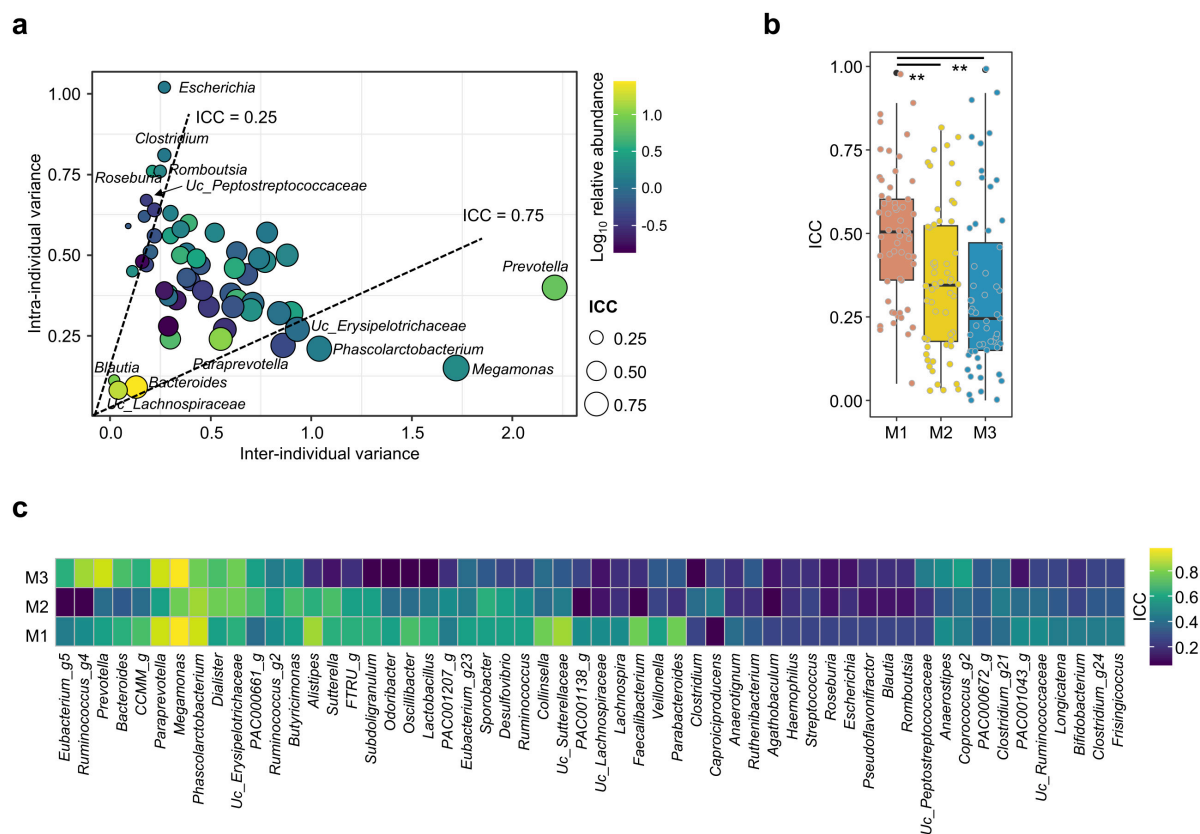 a
Escherichia
ICC = 0.25
Clostridium
Romboutsia
Roseburia
Uc_Peptostreptococcaceae
ICC = 0.75
Prevotella
Uc_Erysipelotrichaceae
Phascolarctobacterium
Megamonas
Paraprevotella
Blautia
Bacteroides
Uc_Lachnospiraceae
1.00
0.75
0.50
0.25
Intra-individual variance
0.0
0.5
1.0
1.5
2.0
Inter-individual variance
Log10 relative abundance
1.0
0.5
0.0
-0.5
ICC
0.25
0.50
0.75
b
**
**
1.00
0.75
0.50
0.25
0.00
ICC
M1
M2
M3
c
M3
M2
M1
Eubacterium_g5
Ruminococcus_g4
Prevotella
Bacteroides
CCMM_g
Paraprevotella
Megamonas
Phascolarctobacterium
Dialister
Uc_Erysipelotrichaceae
PAC000661_g
Ruminococcus_g2
Butyricimonas
Alistipes
Sutterella
FTRU_g
Subdoligranulum
Odoribacter
Oscillibacter
Lactobacillus
PAC001207_g
Eubacterium_g23
Sporobacter
Desulfovibrio
Ruminococcus
Collinsella
Uc_Sutterellaceae
PAC001138_g
Uc_Lachnospiraceae
Lachnospira
Faecalibacterium
Veillonella
Parabacteroides
Clostridium
Caproiciproducens
Anaerotignum
Ruthenibacterium
Agathobaculum
Haemophilus
Streptococcus
Roseburia
Escherichia
Pseudoflavonifractor
Blautia
Romboutsia
Uc_Peptostreptococcaceae
Anaerostipes
Coprococcus_g2
PAC000672_g
Clostridium_g21
PAC001043_g
Uc_Ruminococcaceae
Longicatena
Bifidobacterium
Clostridium_g24
Frisingicoccus
ICC
0.8
0.6
0.4
0.2